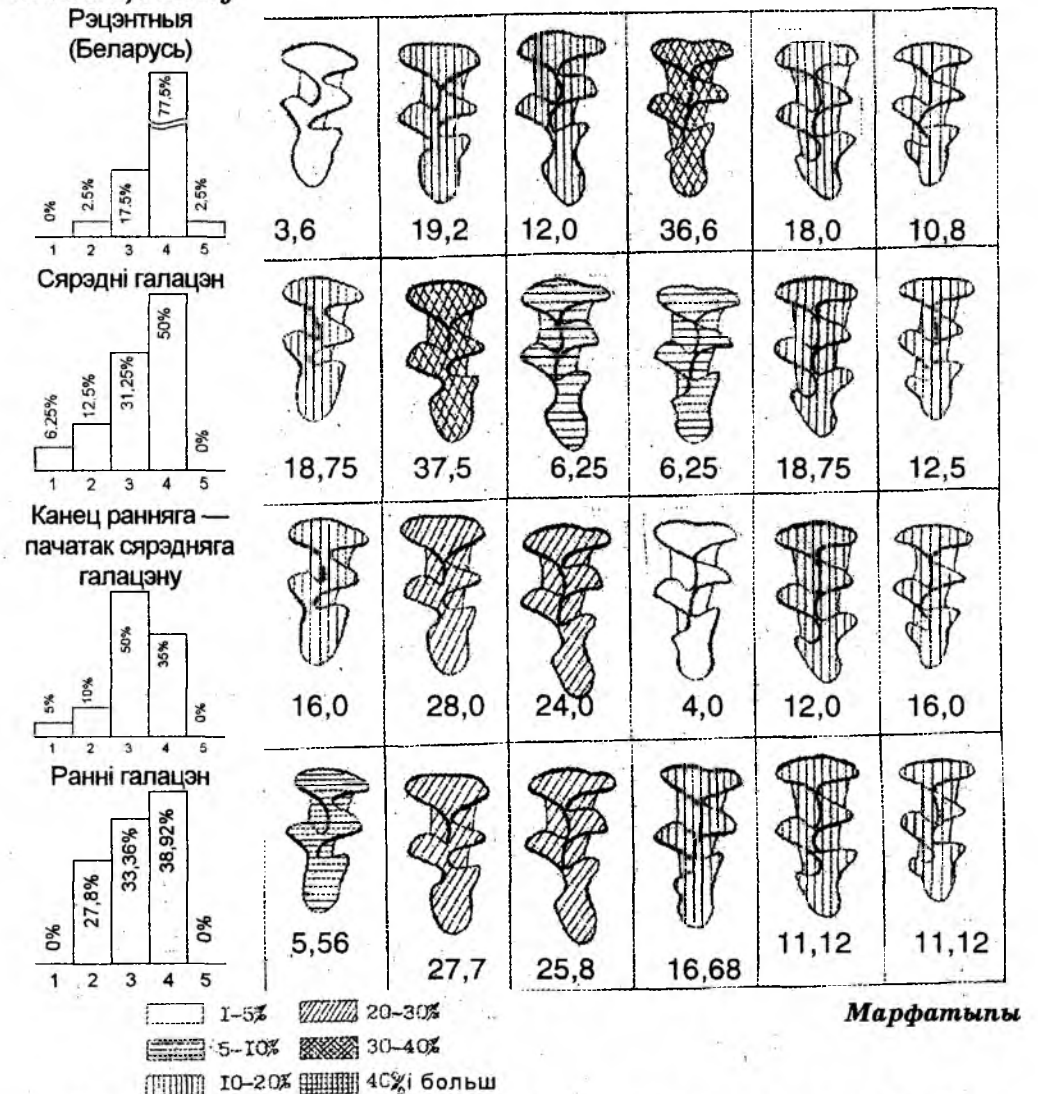 Рэцэнтныя
(Беларусь)
0% 2,5% 17,5% 77,5% 2,5%
1 2 3 4 5
3,6 19,2 12,0 36,6 18,0 10,8
Сярэдні галацэн
6,25% 12,5% 31,25% 50% 0%
1 2 3 4 5
18,75 37,5 6,25 6,25 18,75 12,5
Канец ранняга —
пачатак сярэдняга
галацэну
5% 10% 50% 35% 0%
1 2 3 4 5
16,0 28,0 24,0 4,0 12,0 16,0
Ранні галацэн
0% 27,8% 33,36% 38,92% 0%
1 2 3 4 5
5,56 27,7 25,8 16,68 11,12 11,12
I-5% 20-30%
5-I0% 30-40%
I0-20% 40% і больш
Марфатыпы